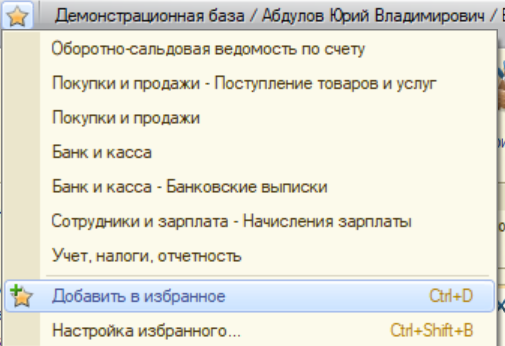 Демонстрационная база / Абдулов Юрий Владимирович /
Оборотно-сальдовая ведомость по счету
Покупки и продажи - Поступление товаров и услуг
Покупки и продажи
Банк и касса
Банк и касса - Банковские выписки
Сотрудники и зарплата - Начисления зарплаты
Учет, налоги, отчетность
Добавить в избранное Ctrl+D
Настройка избранного... Ctrl+Shift+B